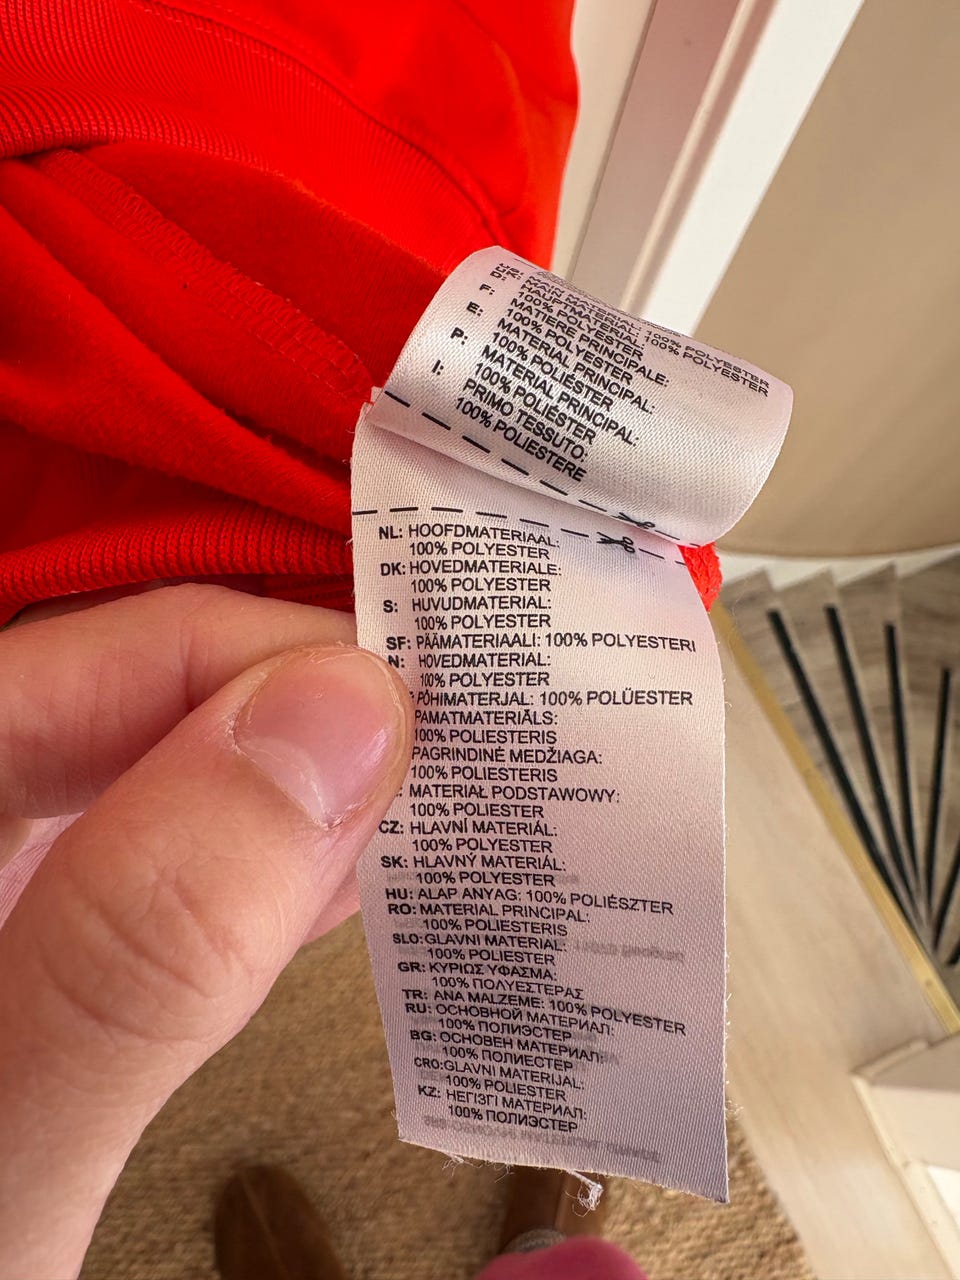 D: MAIN MATERIAL: 100% POLYESTER
HAUPTMATERIAL: 100% POLYESTER
100% POLYESTER
F: MATIERE PRINCIPALE:
100% POLYESTER
E: MATERIAL PRINCIPAL:
100% POLIÉSTER
P: MATERIAL PRINCIPAL:
100% POLIÉSTER
I: PRIMO TESSUTO:
100% POLIESTERE
NL: HOOFDMATERIAAL:
100% POLYESTER
DK: HOVEDMATERIALE:
100% POLYESTER
S: HUVUDMATERIAL:
100% POLYESTER
SF: PÄÄMATERIAALI: 100% POLYESTERI
N: HOVEDMATERIAL:
100% POLYESTER
PÓHIMATERJAL: 100% POLÜESTER
PAMATMATERIĀLS:
100% POLIESTERIS
PAGRINDINĖ MEDŽIAGA:
100% POLIESTERIS
MATERIAŁ PODSTAWOWY:
100% POLIESTER
CZ: HLAVNÍ MATERIÁL:
100% POLYESTER
SK: HLAVNÝ MATERIÁL:
100% POLYESTER
HU: ALAP ANYAG: 100% POLIÉSZTER
RO: MATERIAL PRINCIPAL:
100% POLIESTERIS
SLO: GLAVNI MATERIAL:
100% POLIESTER
GR: ΚΥΡΙΩΣ ΥΦΑΣΜΑ:
100% ΠΟΛΥΕΣΤΕΡΑΣ
TR: ANA MALZEME: 100% POLYESTER
RU: ОСНОВНОЙ МАТЕРИАЛ:
100% ПОЛИЭСТЕР
BG: ОСНОВЕН МАТЕРИАЛ:
100% ПОЛИЕСТЕР
CRO: GLAVNI MATERIJAL:
100% POLIESTER
KZ: НЕГІЗГІ МАТЕРИАЛ:
100% ПОЛИЭСТЕР